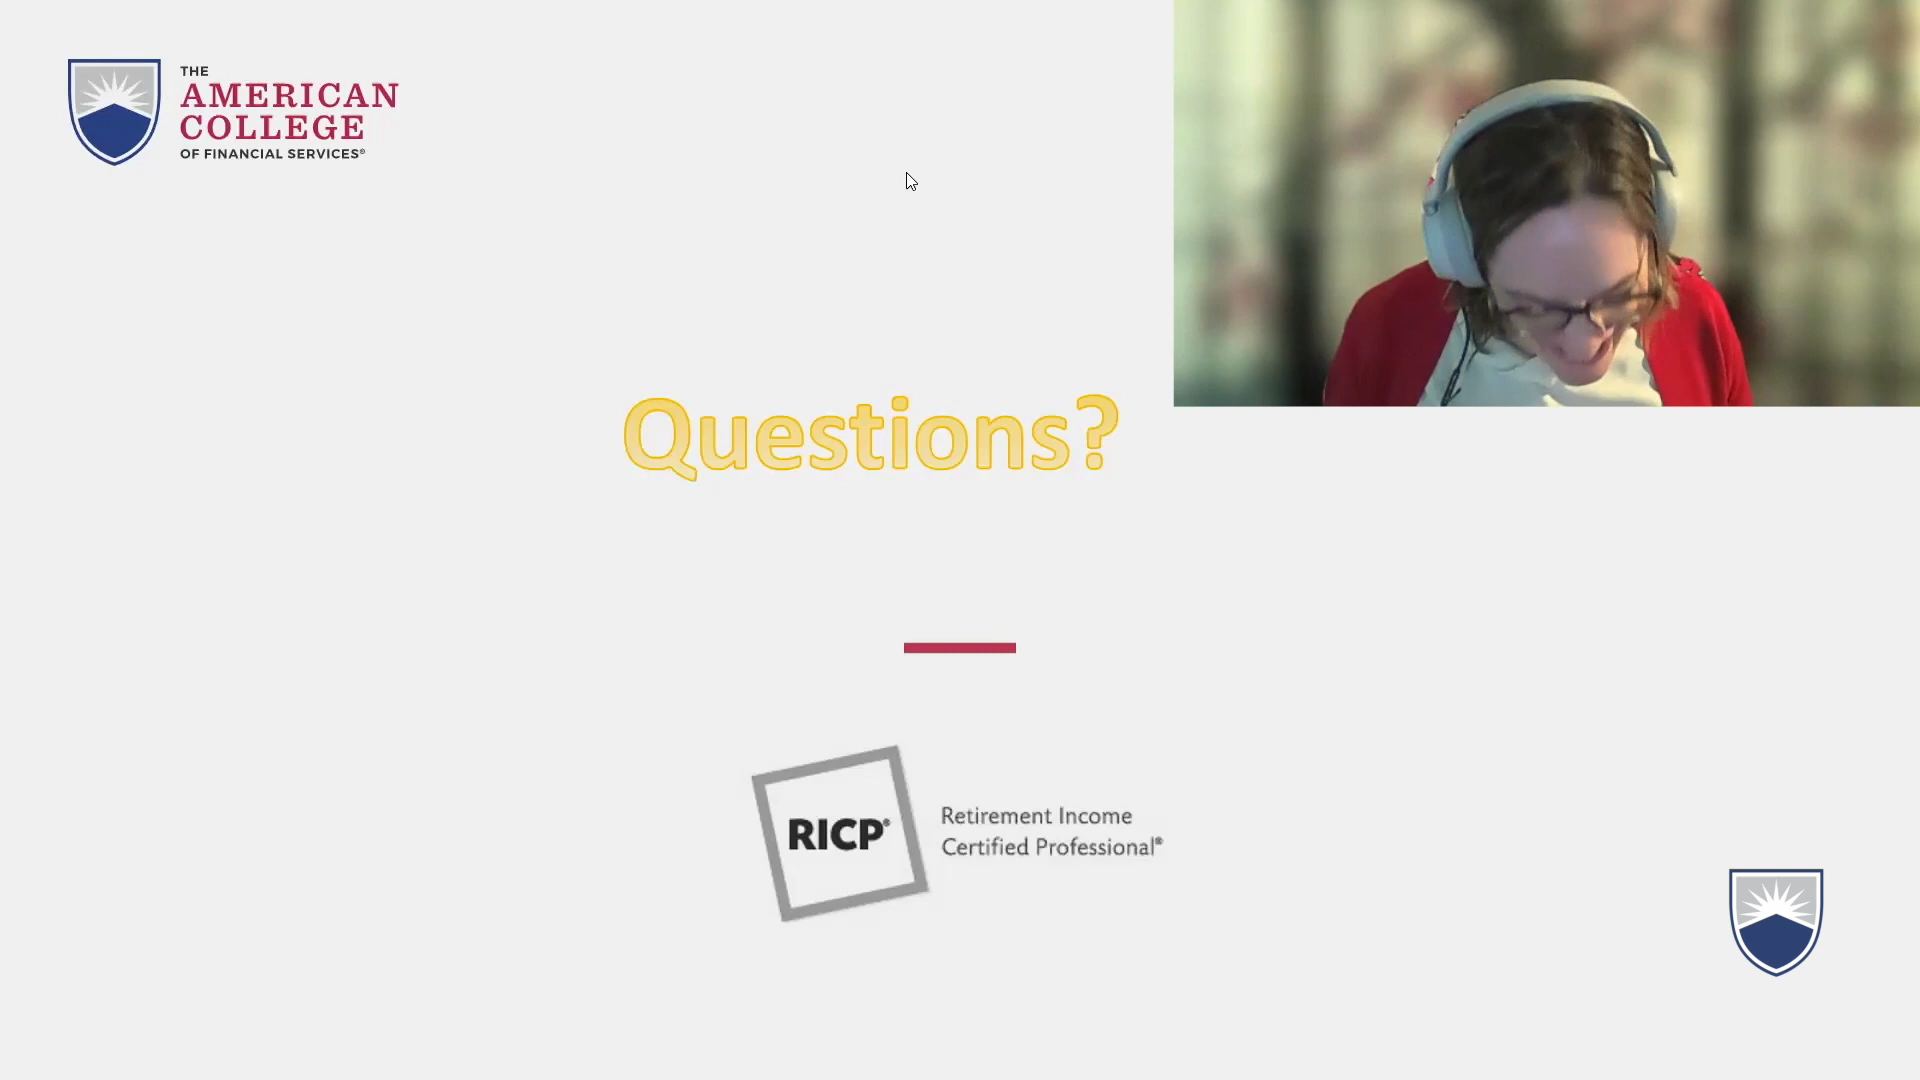 THE
AMERICAN
COLLEGE
OF FINANCIAL SERVICES®
Questions?
RICP®
Retirement Income
Certified Professional®